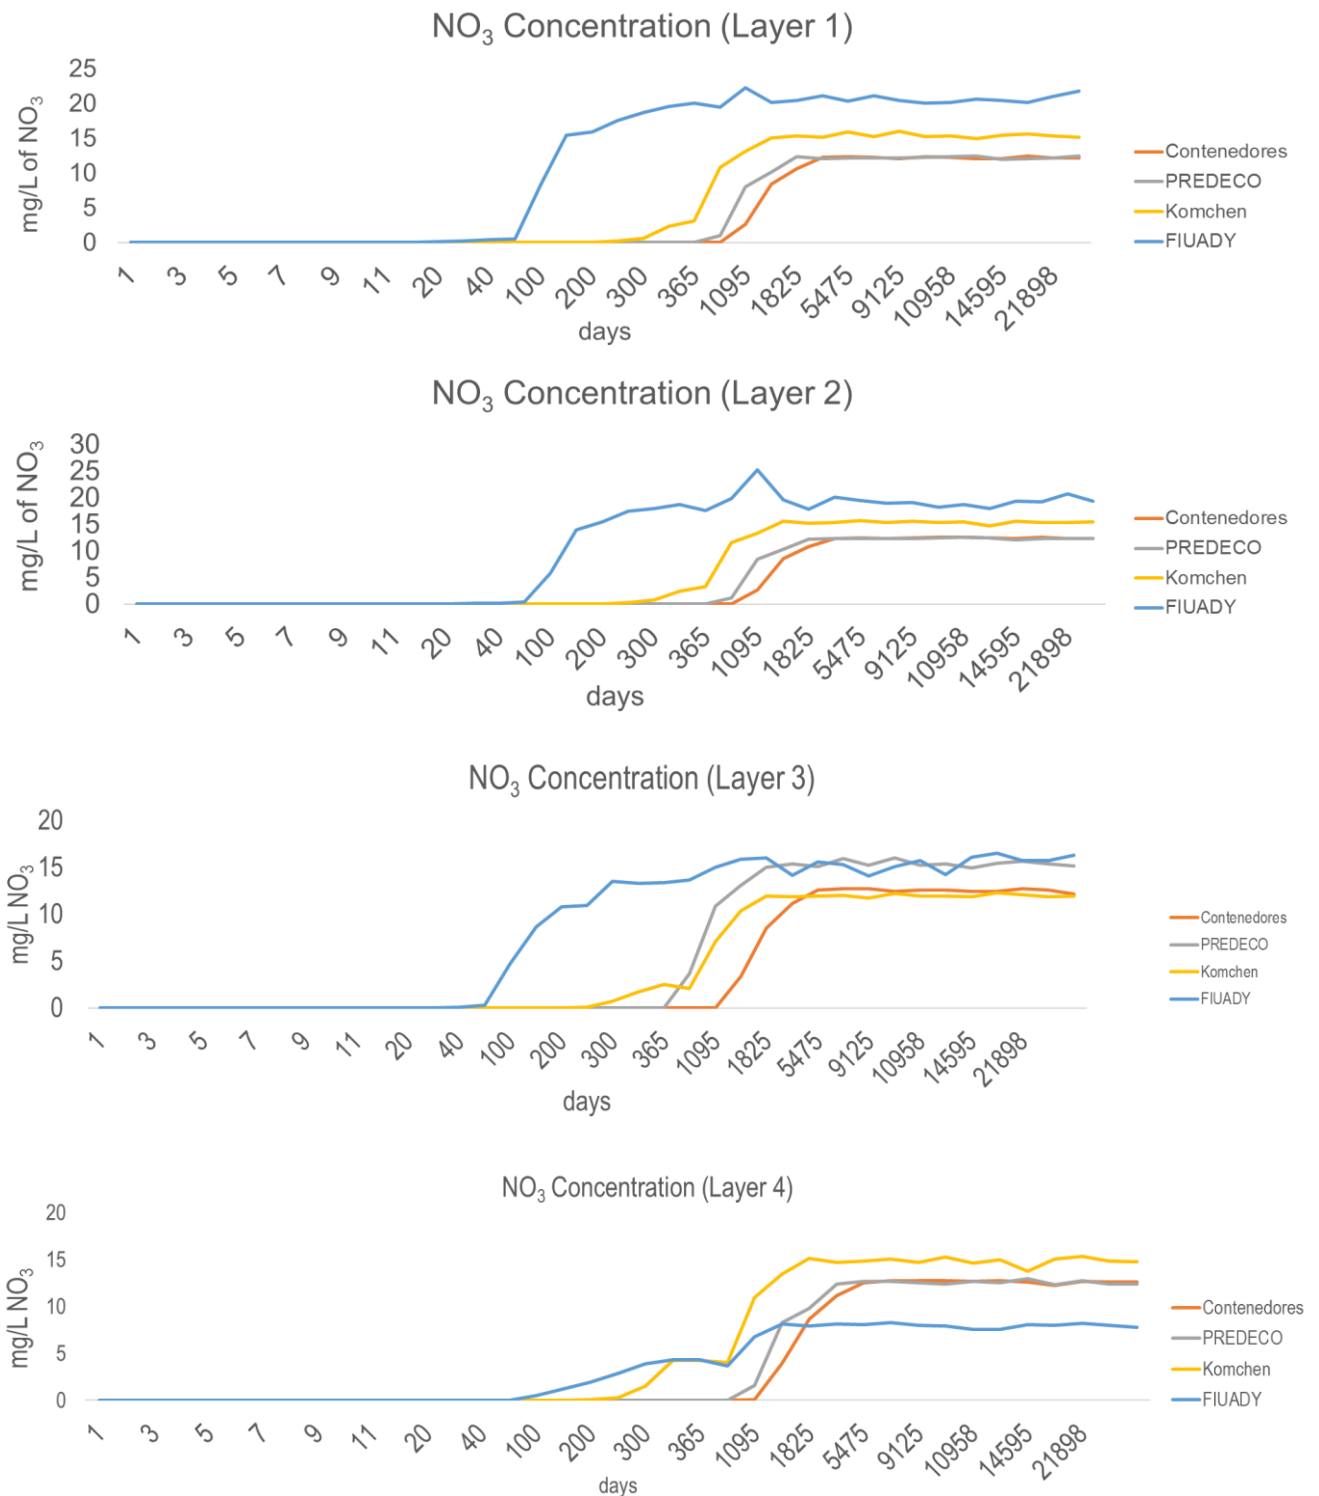 NO₃ Concentration (Layer 1)
25
20
15
10
5
0
mg/L of NO₃
1 3 5 7 9 11 20 40 100 200 300 365 1095 1825 5475 9125 10958 14595 21898
days
Contenedores
PREDECO
Komchen
FIUADY
NO₃ Concentration (Layer 2)
30
25
20
15
10
5
0
mg/L of NO₃
1 3 5 7 9 11 20 40 100 200 300 365 1095 1825 5475 9125 10958 14595 21898
days
Contenedores
PREDECO
Komchen
FIUADY
NO₃ Concentration (Layer 3)
20
15
10
5
0
mg/L NO₃
1 3 5 7 9 11 20 40 100 200 300 365 1095 1825 5475 9125 10958 14595 21898
days
Contenedores
PREDECO
Komchen
FIUADY
NO₃ Concentration (Layer 4)
20
15
10
5
0
mg/L NO₃
1 3 5 7 9 11 20 40 100 200 300 365 1095 1825 5475 9125 10958 14595 21898
days
Contenedores
PREDECO
Komchen
FIUADY